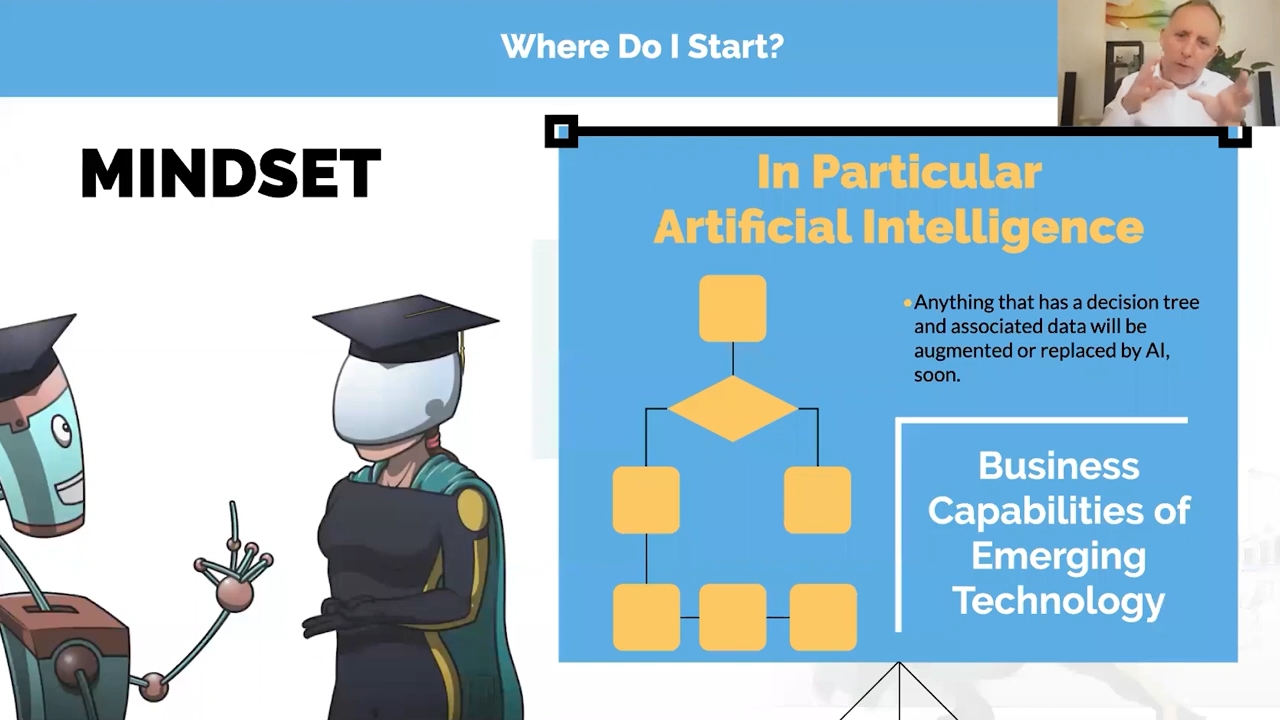 Where Do I Start?
MINDSET
In Particular
Artificial Intelligence
•Anything that has a decision tree
and associated data will be
augmented or replaced by AI,
soon.
Business
Capabilities of
Emerging
Technology